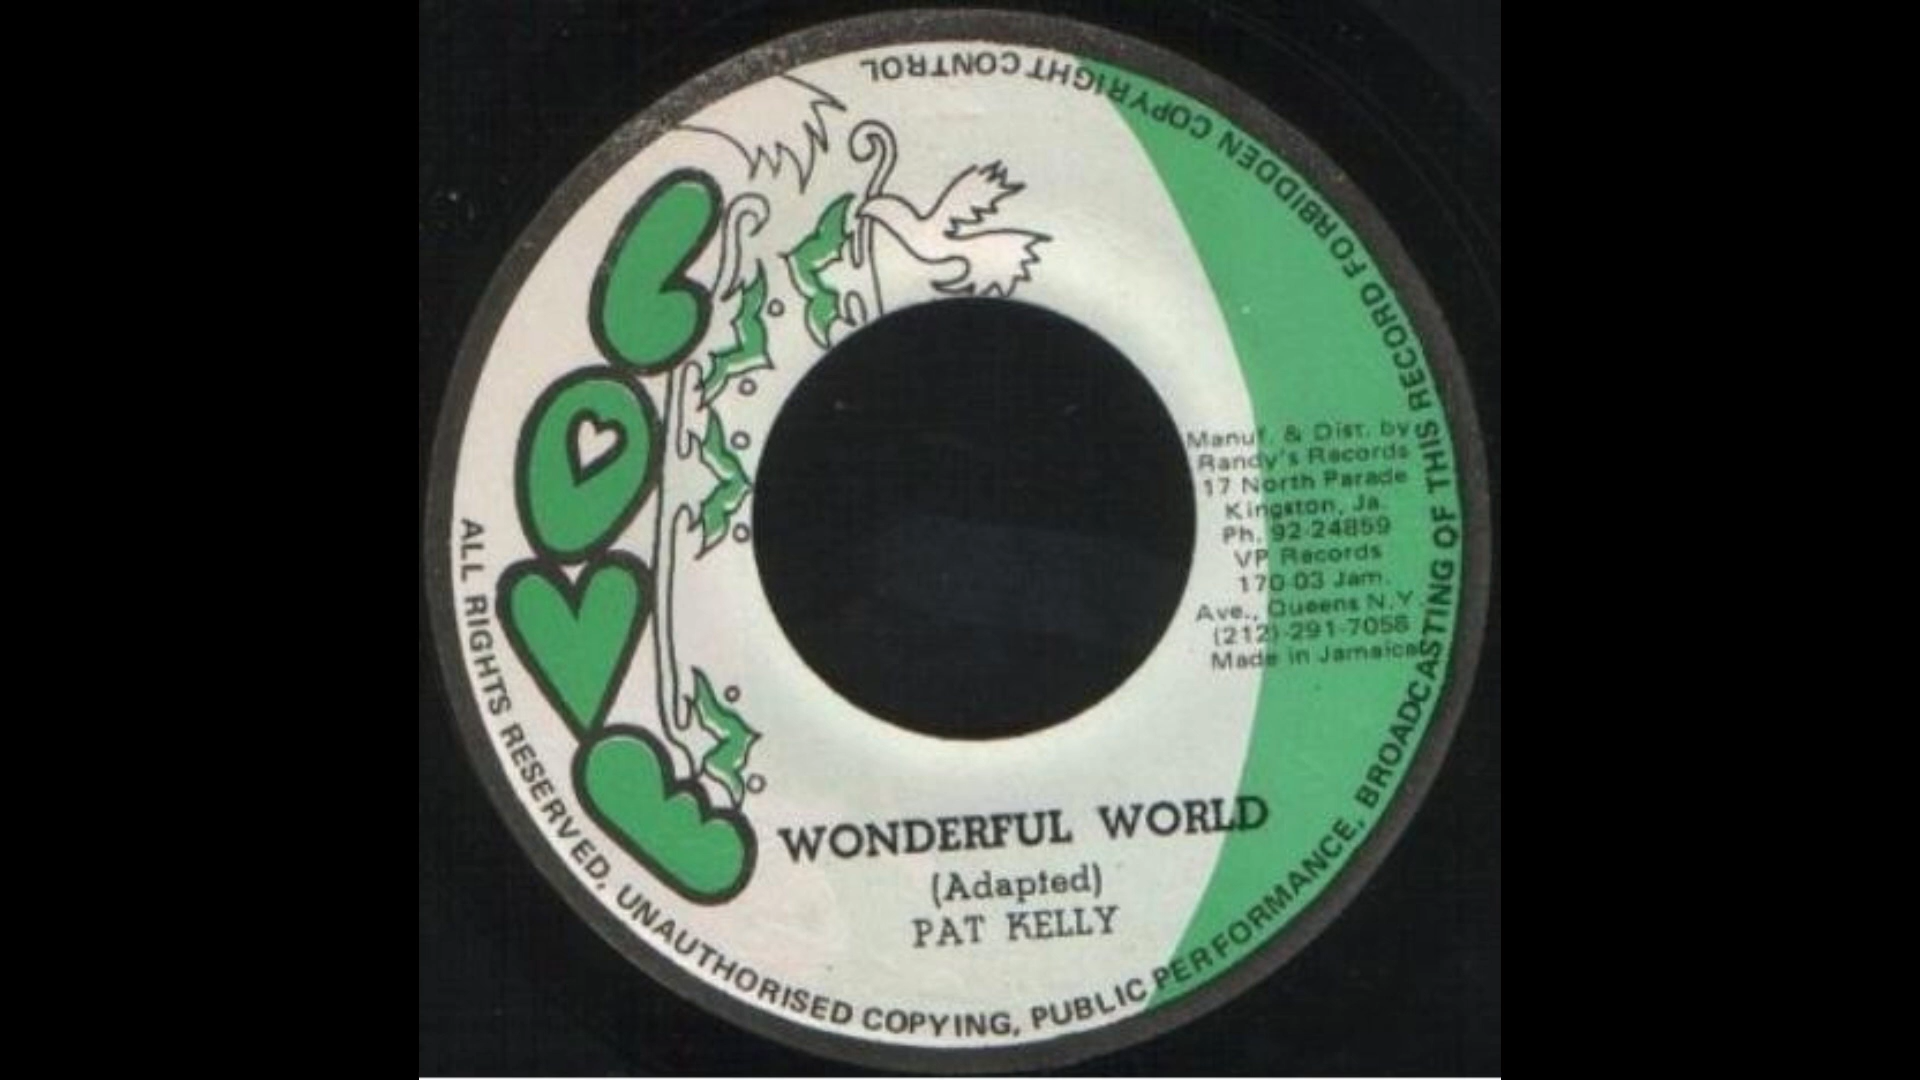 LOVE
Manuf. & Dist. by
Randy's Records
17 North Parade
Kingston, Ja.
Ph. 92-24859
VP Records
170-03 Jam.
Ave., Queens N.Y
(212)-291-7058
Made in Jamaica
WONDERFUL WORLD
(Adapted)
PAT KELLY
ALL RIGHTS RESERVED, UNAUTHORISED COPYING, PUBLIC PERFORMANCE, BROADCASTING OF THIS RECORD FORBIDDEN COPYRIGHT CONTROL